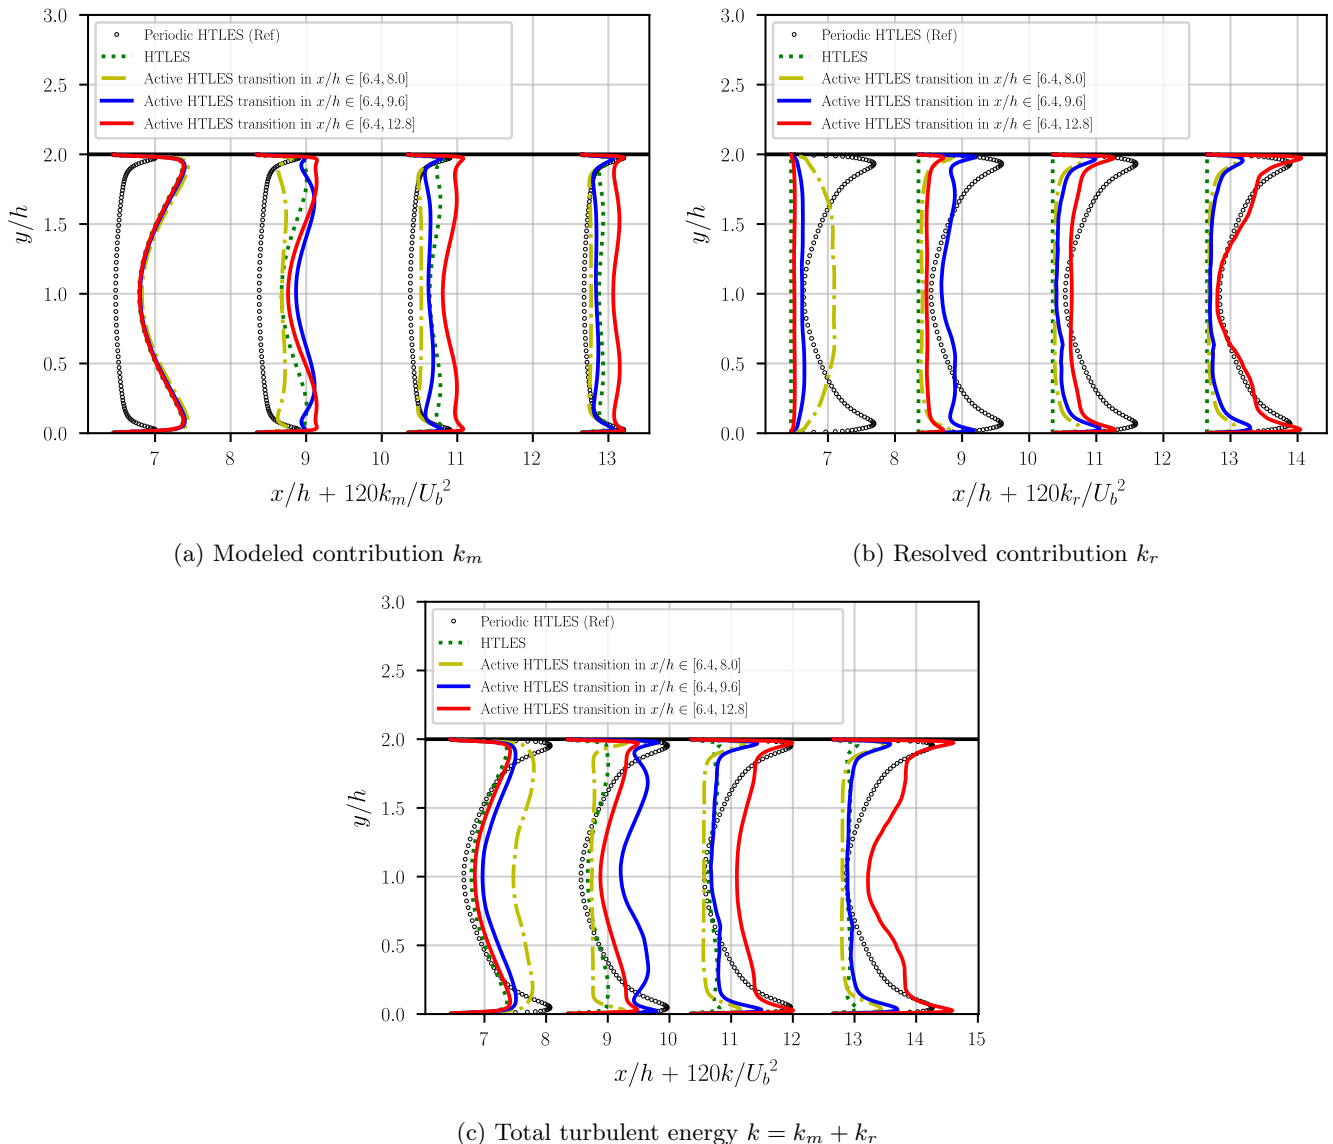 3.0
2.5
2.0
1.5
1.0
0.5
0.0
y/h
Periodic HTLES (Ref)
HTLES
Active HTLES transition in x/h ∈ [6.4, 8.0]
Active HTLES transition in x/h ∈ [6.4, 9.6]
Active HTLES transition in x/h ∈ [6.4, 12.8]
7 8 9 10 11 12 13
x/h + 120k_m/U_b^2
(a) Modeled contribution k_m
3.0
2.5
2.0
1.5
1.0
0.5
0.0
y/h
Periodic HTLES (Ref)
HTLES
Active HTLES transition in x/h ∈ [6.4, 8.0]
Active HTLES transition in x/h ∈ [6.4, 9.6]
Active HTLES transition in x/h ∈ [6.4, 12.8]
7 8 9 10 11 12 13 14
x/h + 120k_r/U_b^2
(b) Resolved contribution k_r
3.0
2.5
2.0
1.5
1.0
0.5
0.0
y/h
Periodic HTLES (Ref)
HTLES
Active HTLES transition in x/h ∈ [6.4, 8.0]
Active HTLES transition in x/h ∈ [6.4, 9.6]
Active HTLES transition in x/h ∈ [6.4, 12.8]
7 8 9 10 11 12 13 14 15
x/h + 120k/U_b^2
(c) Total turbulent energy k = k_m + k_r